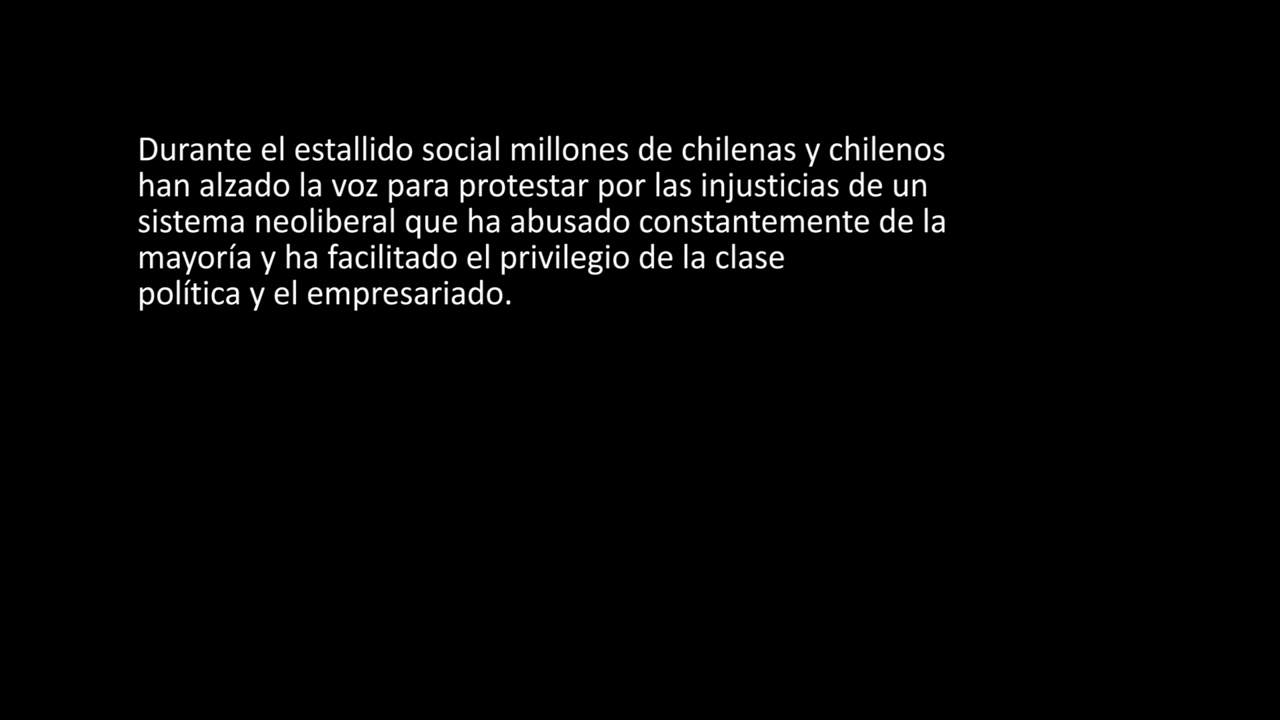 Durante el estallido social millones de chilenas y chilenos
han alzado la voz para protestar por las injusticias de un
sistema neoliberal que ha abusado constantemente de la
mayoría y ha facilitado el privilegio de la clase
política y el empresariado.